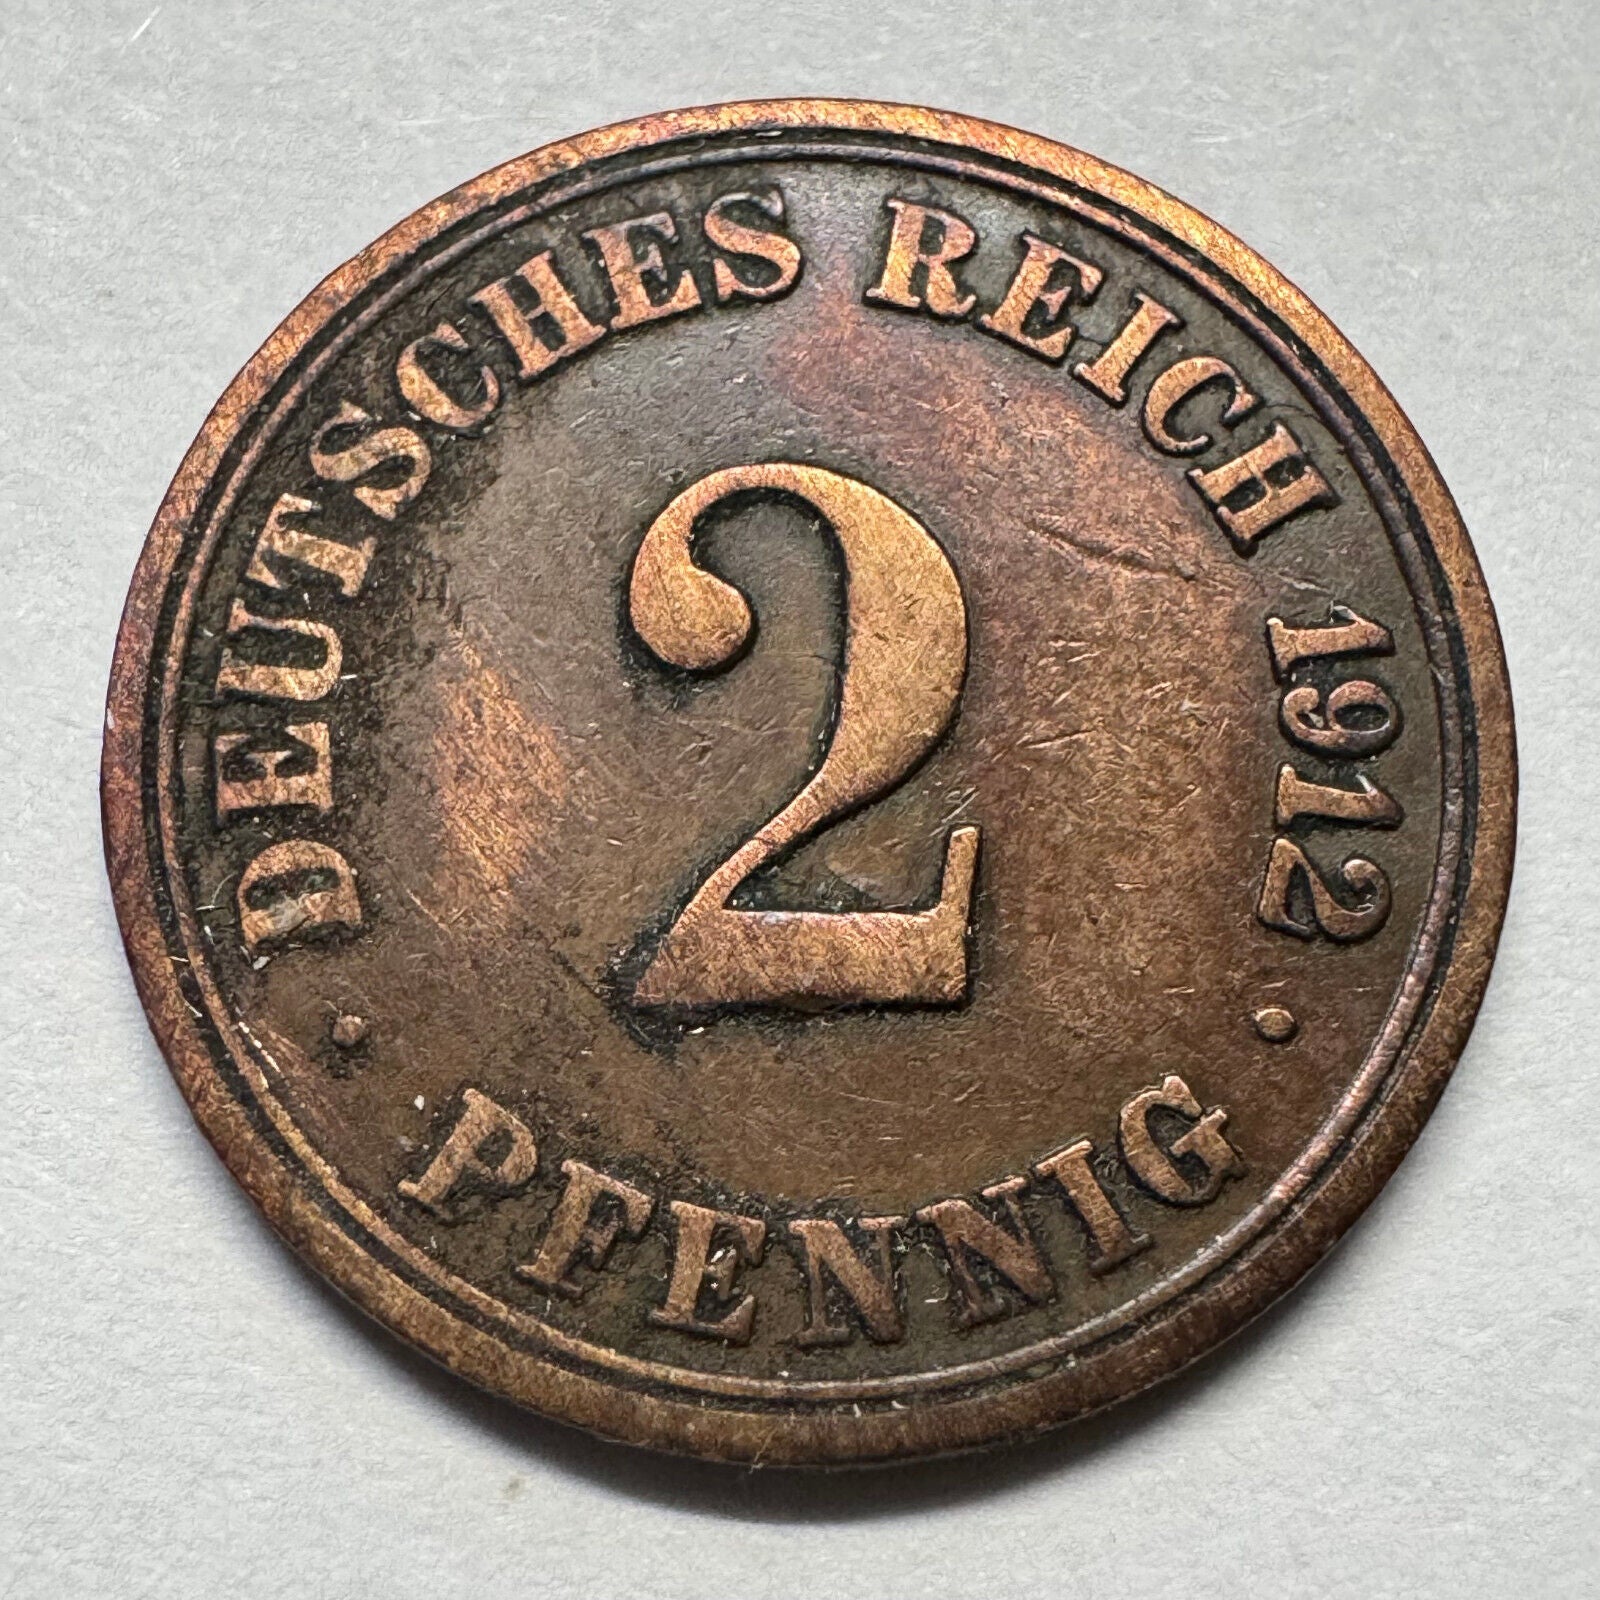 DEUTSCHES REICH 1912
2
· PFENNIG ·